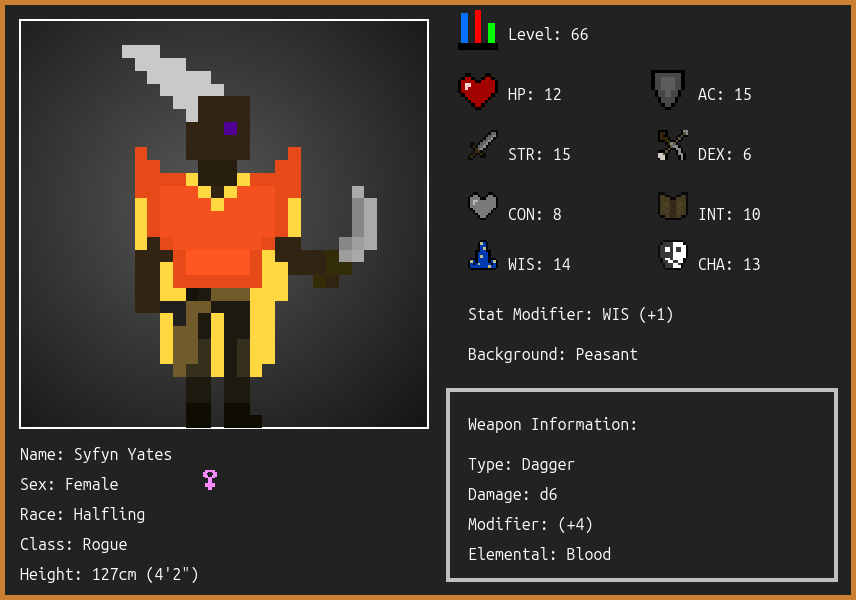 Level: 66
HP: 12
AC: 15
STR: 15
DEX: 6
CON: 8
INT: 10
WIS: 14
CHA: 13
Stat Modifier: WIS (+1)
Background: Peasant
Name: Syfyn Yates
Sex: Female
Race: Halfling
Class: Rogue
Height: 127cm (4'2")
Weapon Information:
Type: Dagger
Damage: d6
Modifier: (+4)
Elemental: Blood